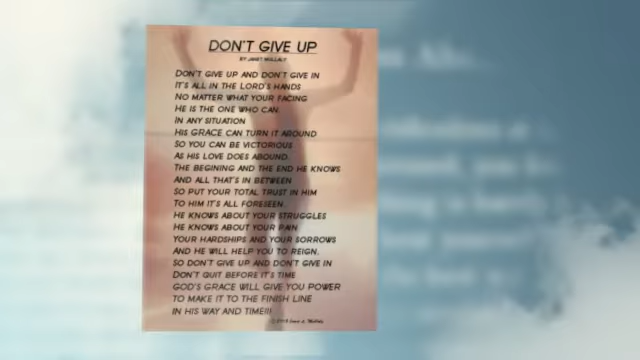 DON'T GIVE UP
BY JANET MULLALY
DON'T GIVE UP AND DON'T GIVE IN
IT'S ALL IN THE LORD'S HANDS
NO MATTER WHAT YOUR FACING
HE IS THE ONE WHO CAN.
IN ANY SITUATION
HIS GRACE CAN TURN IT AROUND
SO YOU CAN BE VICTORIOUS
AS HIS LOVE DOES ABOUND.
THE BEGINING AND THE END HE KNOWS
AND ALL THAT'S IN BETWEEN
SO PUT YOUR TOTAL TRUST IN HIM
TO HIM IT'S ALL FORESEEN.
HE KNOWS ABOUT YOUR STRUGGLES
HE KNOWS ABOUT YOUR PAIN
YOUR HARDSHIPS AND YOUR SORROWS
AND HE WILL HELP YOU TO REIGN.
SO DON'T GIVE UP AND DON'T GIVE IN
DON'T QUIT BEFORE IT'S TIME
GOD'S GRACE WILL GIVE YOU POWER
TO MAKE IT TO THE FINISH LINE
IN HIS WAY AND TIME!!!